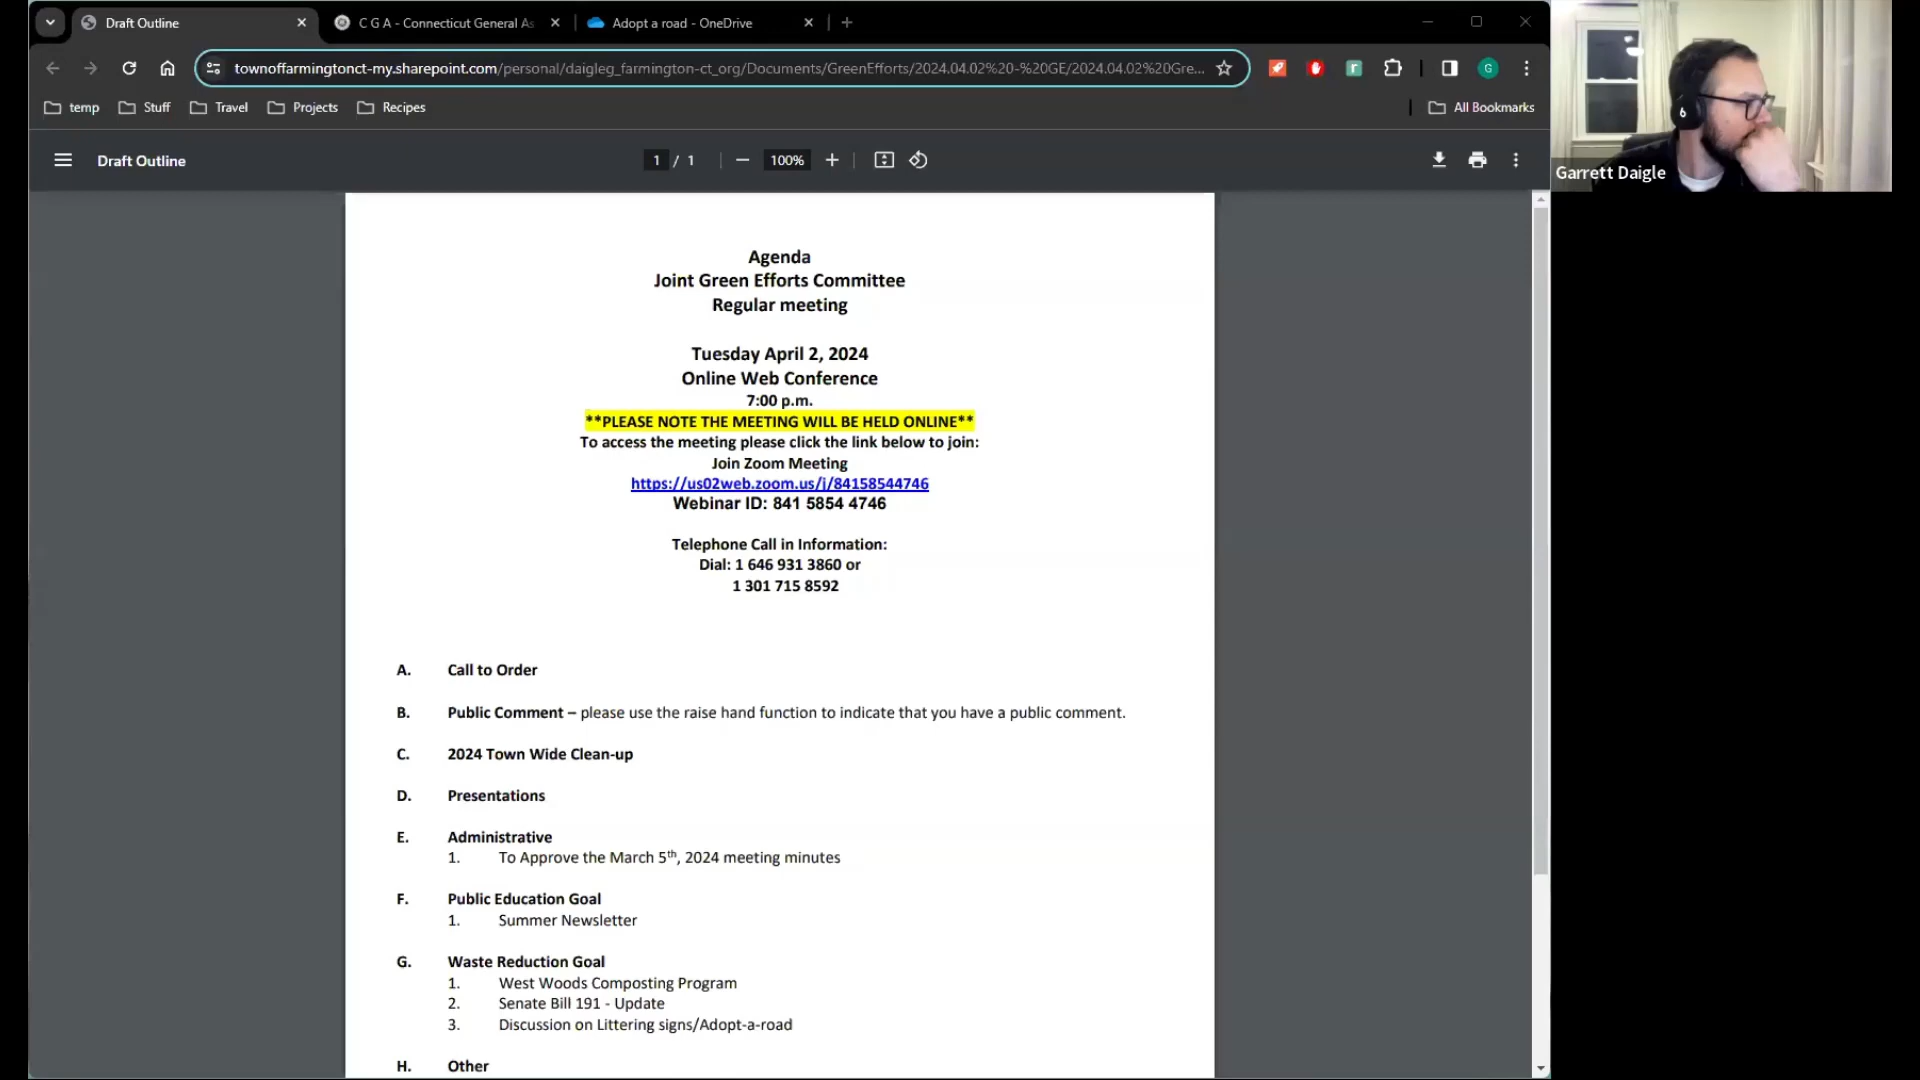 Draft Outline
C G A - Connecticut General As
Adopt a road - OneDrive
townoffarmingtonct-my.sharepoint.com/personal/daigleg_farmington-ct_org/Documents/GreenEfforts/2024.04.02%20-%20GE/2024.04.02%20Gre...
G
temp
Stuff
Travel
Projects
Recipes
All Bookmarks
Draft Outline
1 / 1
100%
Garrett Daigle
Agenda
Joint Green Efforts Committee
Regular meeting
Tuesday April 2, 2024
Online Web Conference
7:00 p.m.
**PLEASE NOTE THE MEETING WILL BE HELD ONLINE**
To access the meeting please click the link below to join:
Join Zoom Meeting
https://us02web.zoom.us/j/84158544746
Webinar ID: 841 5854 4746
Telephone Call in Information:
Dial: 1 646 931 3860 or
1 301 715 8592
A. Call to Order
B. Public Comment – please use the raise hand function to indicate that you have a public comment.
C. 2024 Town Wide Clean-up
D. Presentations
E. Administrative
1. To Approve the March 5th, 2024 meeting minutes
F. Public Education Goal
1. Summer Newsletter
G. Waste Reduction Goal
1. West Woods Composting Program
2. Senate Bill 191 - Update
3. Discussion on Littering signs/Adopt-a-road
H. Other